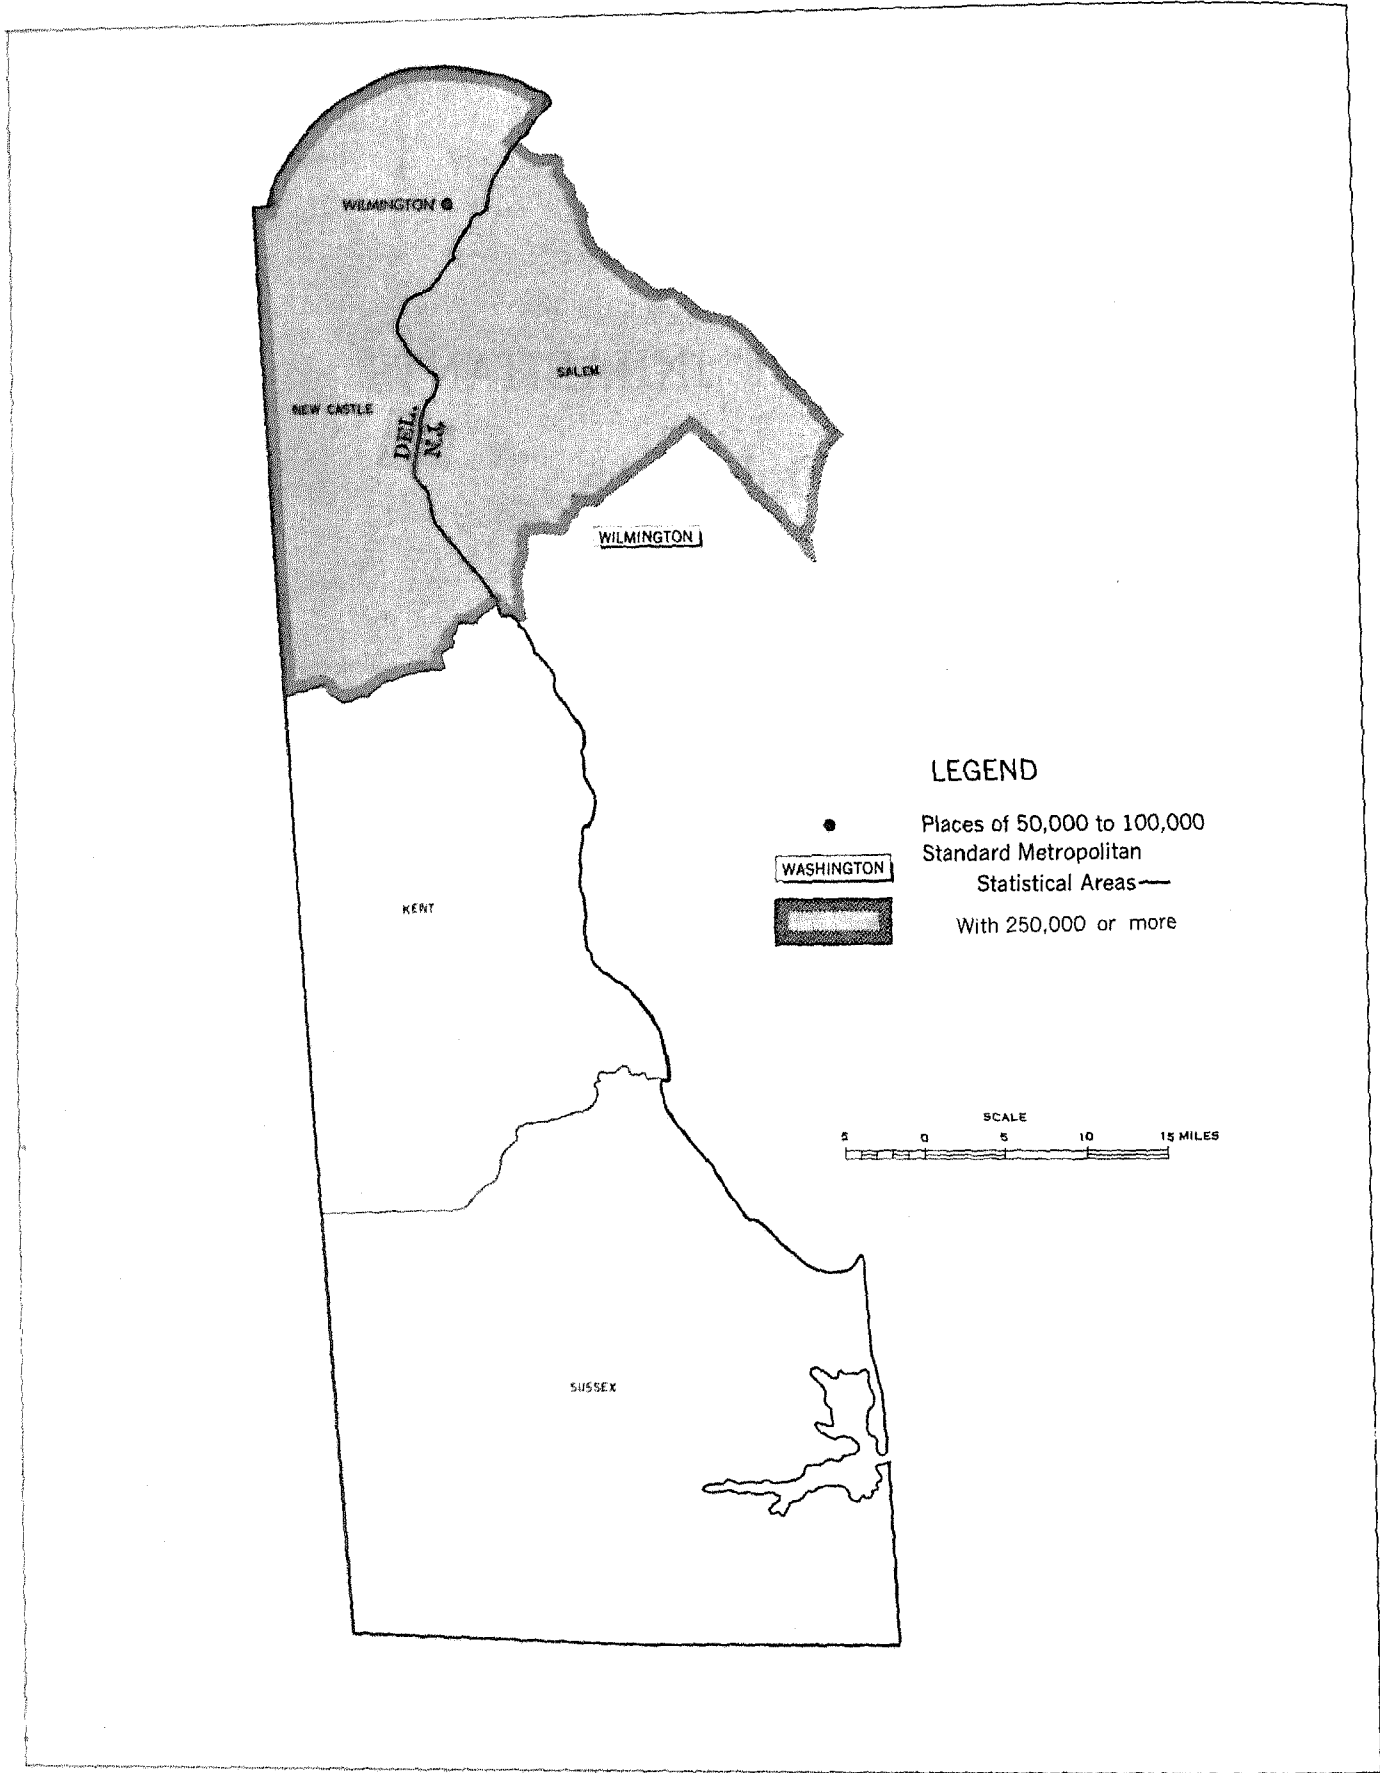 WILMINGTON
SALEM
NEW CASTLE
DEL.
N.J.
WILMINGTON
LEGEND
Places of 50,000 to 100,000
WASHINGTON
Standard Metropolitan
Statistical Areas—
With 250,000 or more
KENT
SCALE
5 0 5 10 15 MILES
SUSSEX